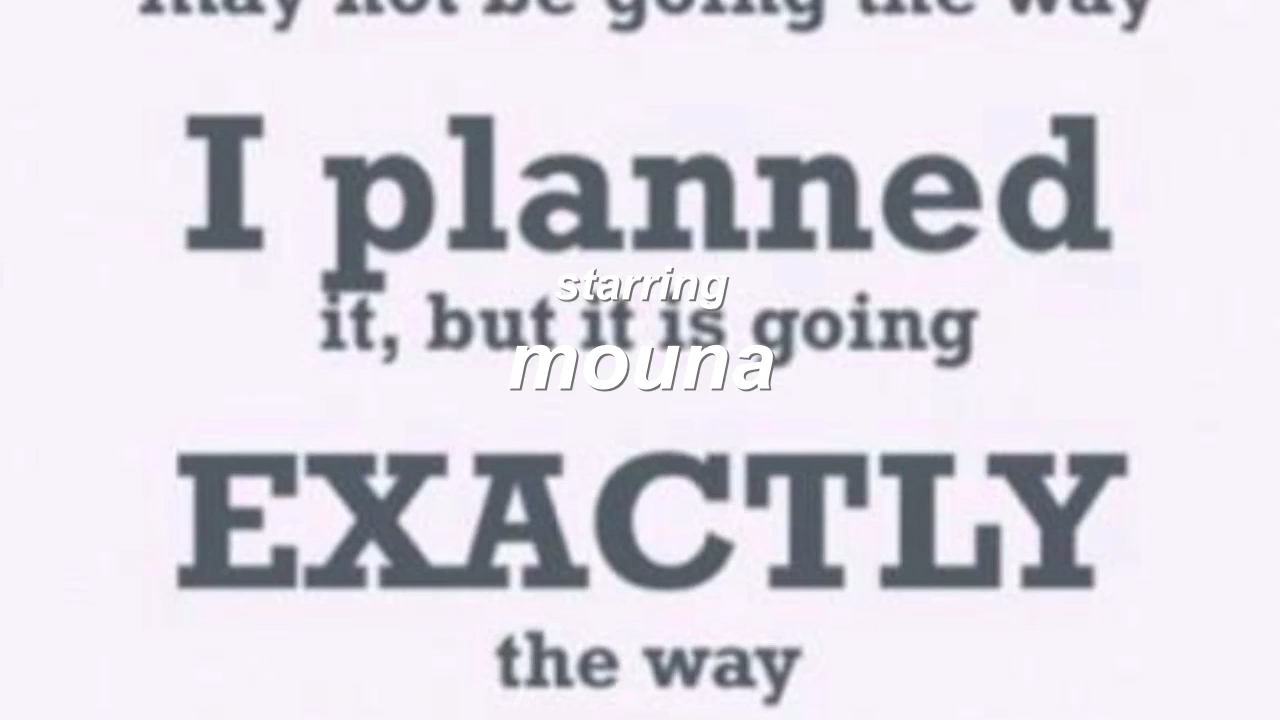 may not be going the way
I planned
starring
it, but it is going
mouna
EXACTLY
the way